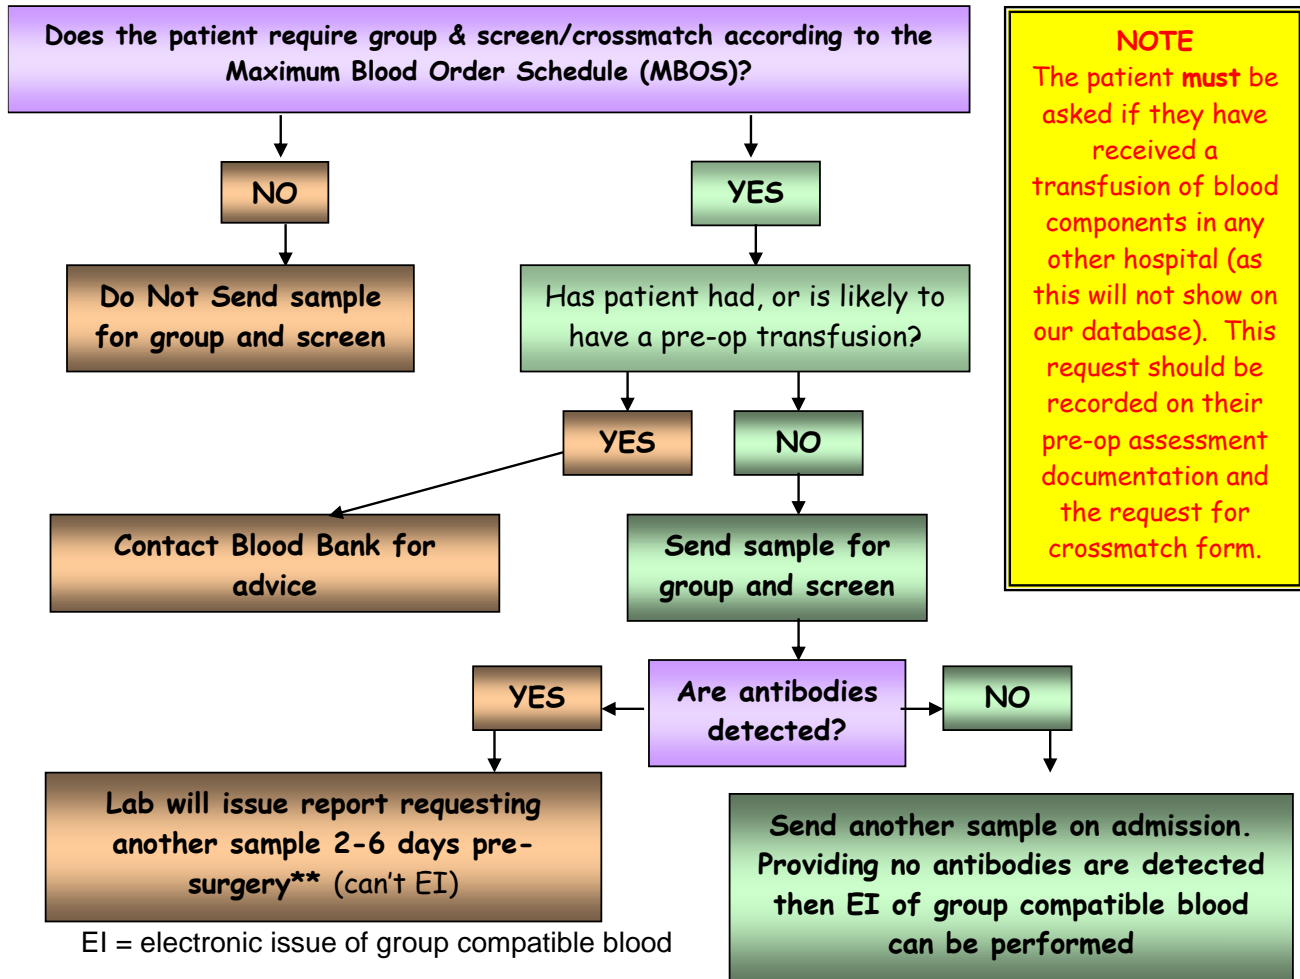 Does the patient require group & screen/crossmatch according to the
Maximum Blood Order Schedule (MBOS)?
NO
YES
Do Not Send sample
for group and screen
Has patient had, or is likely to
have a pre-op transfusion?
YES
NO
Contact Blood Bank for
advice
Send sample for
group and screen
Are antibodies
detected?
YES
NO
Lab will issue report requesting
another sample 2-6 days pre-
surgery** (can't EI)
Send another sample on admission.
Providing no antibodies are detected
then EI of group compatible blood
can be performed
EI = electronic issue of group compatible blood
NOTE
The patient must be
asked if they have
received a
transfusion of blood
components in any
other hospital (as
this will not show on
our database). This
request should be
recorded on their
pre-op assessment
documentation and
the request for
crossmatch form.